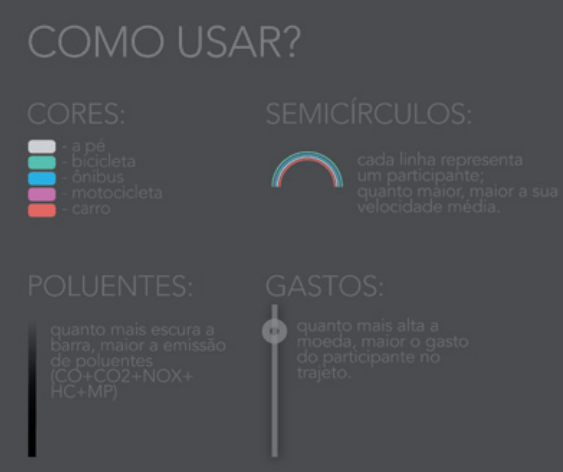 COMO USAR?
CORES:
- a pé
- bicicleta
- ônibus
- motocicleta
- carro
SEMICÍRCULOS:
cada linha representa
um participante;
quanto maior, maior a sua
velocidade média.
POLUENTES:
quanto mais escura a
barra, maior a emissão
de poluentes
(CO+CO2+NOX+
HC+MP)
GASTOS:
quanto mais alta a
moeda, maior o gasto
do participante no
trajeto.